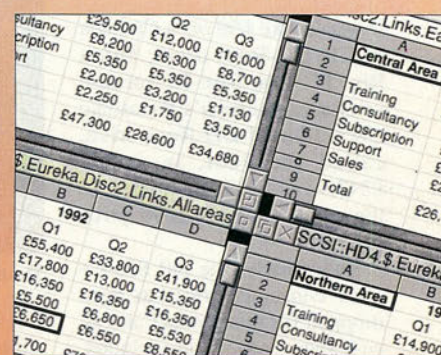 sultancy £29,500 Q2 Q3
cription £8,200 £12,000 £16,000
£5,350 £6,300 £8,700
£2,000 £5,350 £5,350
£2,250 £3,200 £1,130
£1,750 £3,500
£47,300 £28,600 £34,680
Disc2.Links.Ea
A
1 Central Area
2
3 Training
4 Consultancy
5 Subscription
6 Support
7 Sales
8
9 Total
10
£26,
$.Eureka.Disc2.Links.Allareas
B C D
1992
Q1 Q2 Q3
£55,400 £33,800 £41,900
£17,800 £13,000 £15,350
£16,350 £16,350 £16,350
£5,500 £6,800 £5,530
£6,650 £6,550 £8,550
1,700
SCSI::HD4.$.Eureka
A B
1 Northern Area 19
2 Q1
3 Training £14,900
4 Consultancy
5